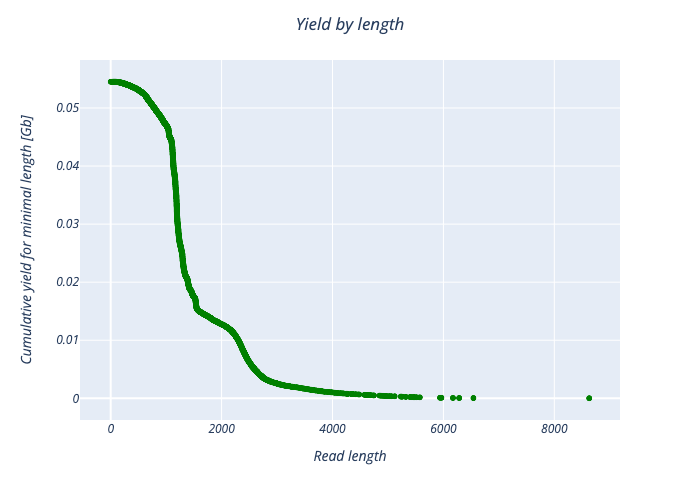 Yield by length
Cumulative yield for minimal length [Gb]
0.05
0.04
0.03
0.02
0.01
0
0 2000 4000 6000 8000
Read length